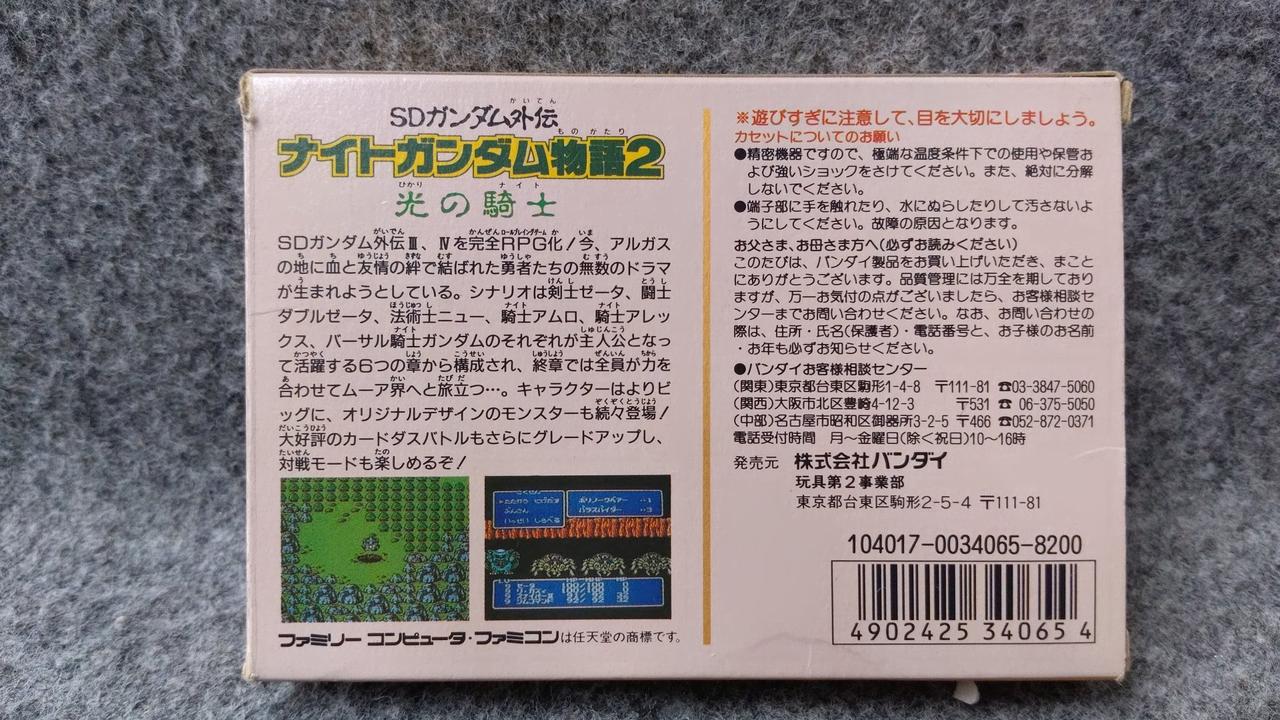 SDガンダム外伝
ナイトガンダム物語2
光の騎士
SDガンダム外伝Ⅲ、Ⅳを完全RPG化!今、アルガス
の地に血と友情の絆で結ばれた勇者たちの無数のドラマ
が生まれようとしている。シナリオは剣士ゼータ、闘士
ダブルゼータ、法術士ニュー、騎士アムロ、騎士アレッ
クス、バーサル騎士ガンダムのそれぞれが主人公となっ
て活躍する6つの章から構成され、終章では全員が力を
合わせてムーア界へと旅立つ…。キャラクターはよりビ
ッグに、オリジナルデザインのモンスターも続々登場!
大好評のカードダスバトルもさらにグレードアップし、
対戦モードも楽しめるぞ!
ファミリー コンピュータ・ファミコンは任天堂の商標です。
※遊びすぎに注意して、目を大切にしましょう。
カセットについてのお願い
●精密機器ですので、極端な温度条件下での使用や保管お
よび強いショックをさけてください。また、絶対に分解
しないでください。
●端子部に手を触れたり、水にぬらしたりして汚さないよ
うにしてください。故障の原因となります。
お父さま、お母さま方へ(必ずお読みください)
このたびは、バンダイ製品をお買い上げいただき、まこと
にありがとうございます。品質管理には万全を期しており
ますが、万一お気付の点がございましたら、お客様相談セ
ンターまでお問い合わせください。なお、お問い合わせの
際は、住所・氏名(保護者)・電話番号と、お子様のお名前
・お年も必ずお知らせください。
●バンダイお客様相談センター
(関東)東京都台東区駒形1-4-8 〒111-81 ☎03-3847-5060
(関西)大阪市北区豊崎4-12-3 〒531 ☎ 06-375-5050
(中部)名古屋市昭和区御器所3-2-5 〒466 ☎052-872-0371
電話受付時間 月〜金曜日(除く祝日)10〜16時
発売元 株式会社バンダイ
玩具第2事業部
東京都台東区駒形2-5-4 〒111-81
104017-0034065-8200
4902425 34065 4